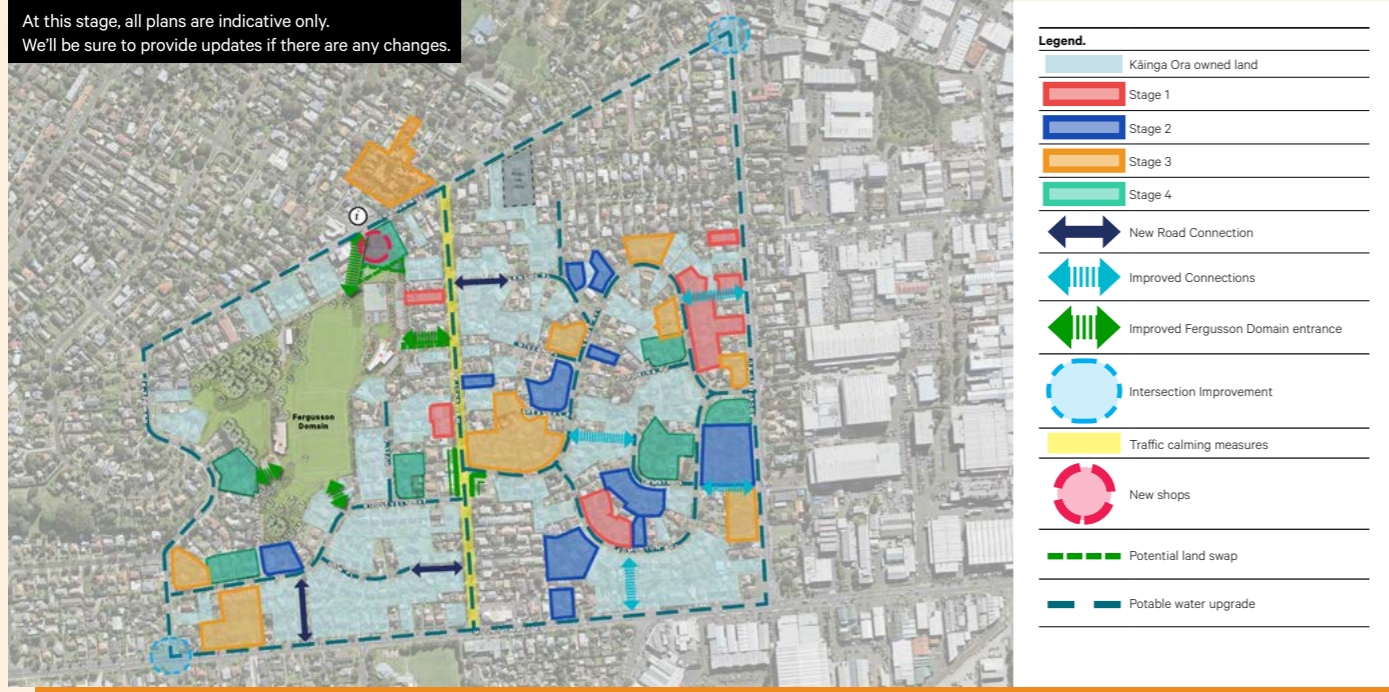 At this stage, all plans are indicative only.
We'll be sure to provide updates if there are any changes.
i
Fergusson
Domain
Legend.
Kāinga Ora owned land
Stage 1
Stage 2
Stage 3
Stage 4
New Road Connection
Improved Connections
Improved Fergusson Domain entrance
Intersection Improvement
Traffic calming measures
New shops
Potential land swap
Potable water upgrade